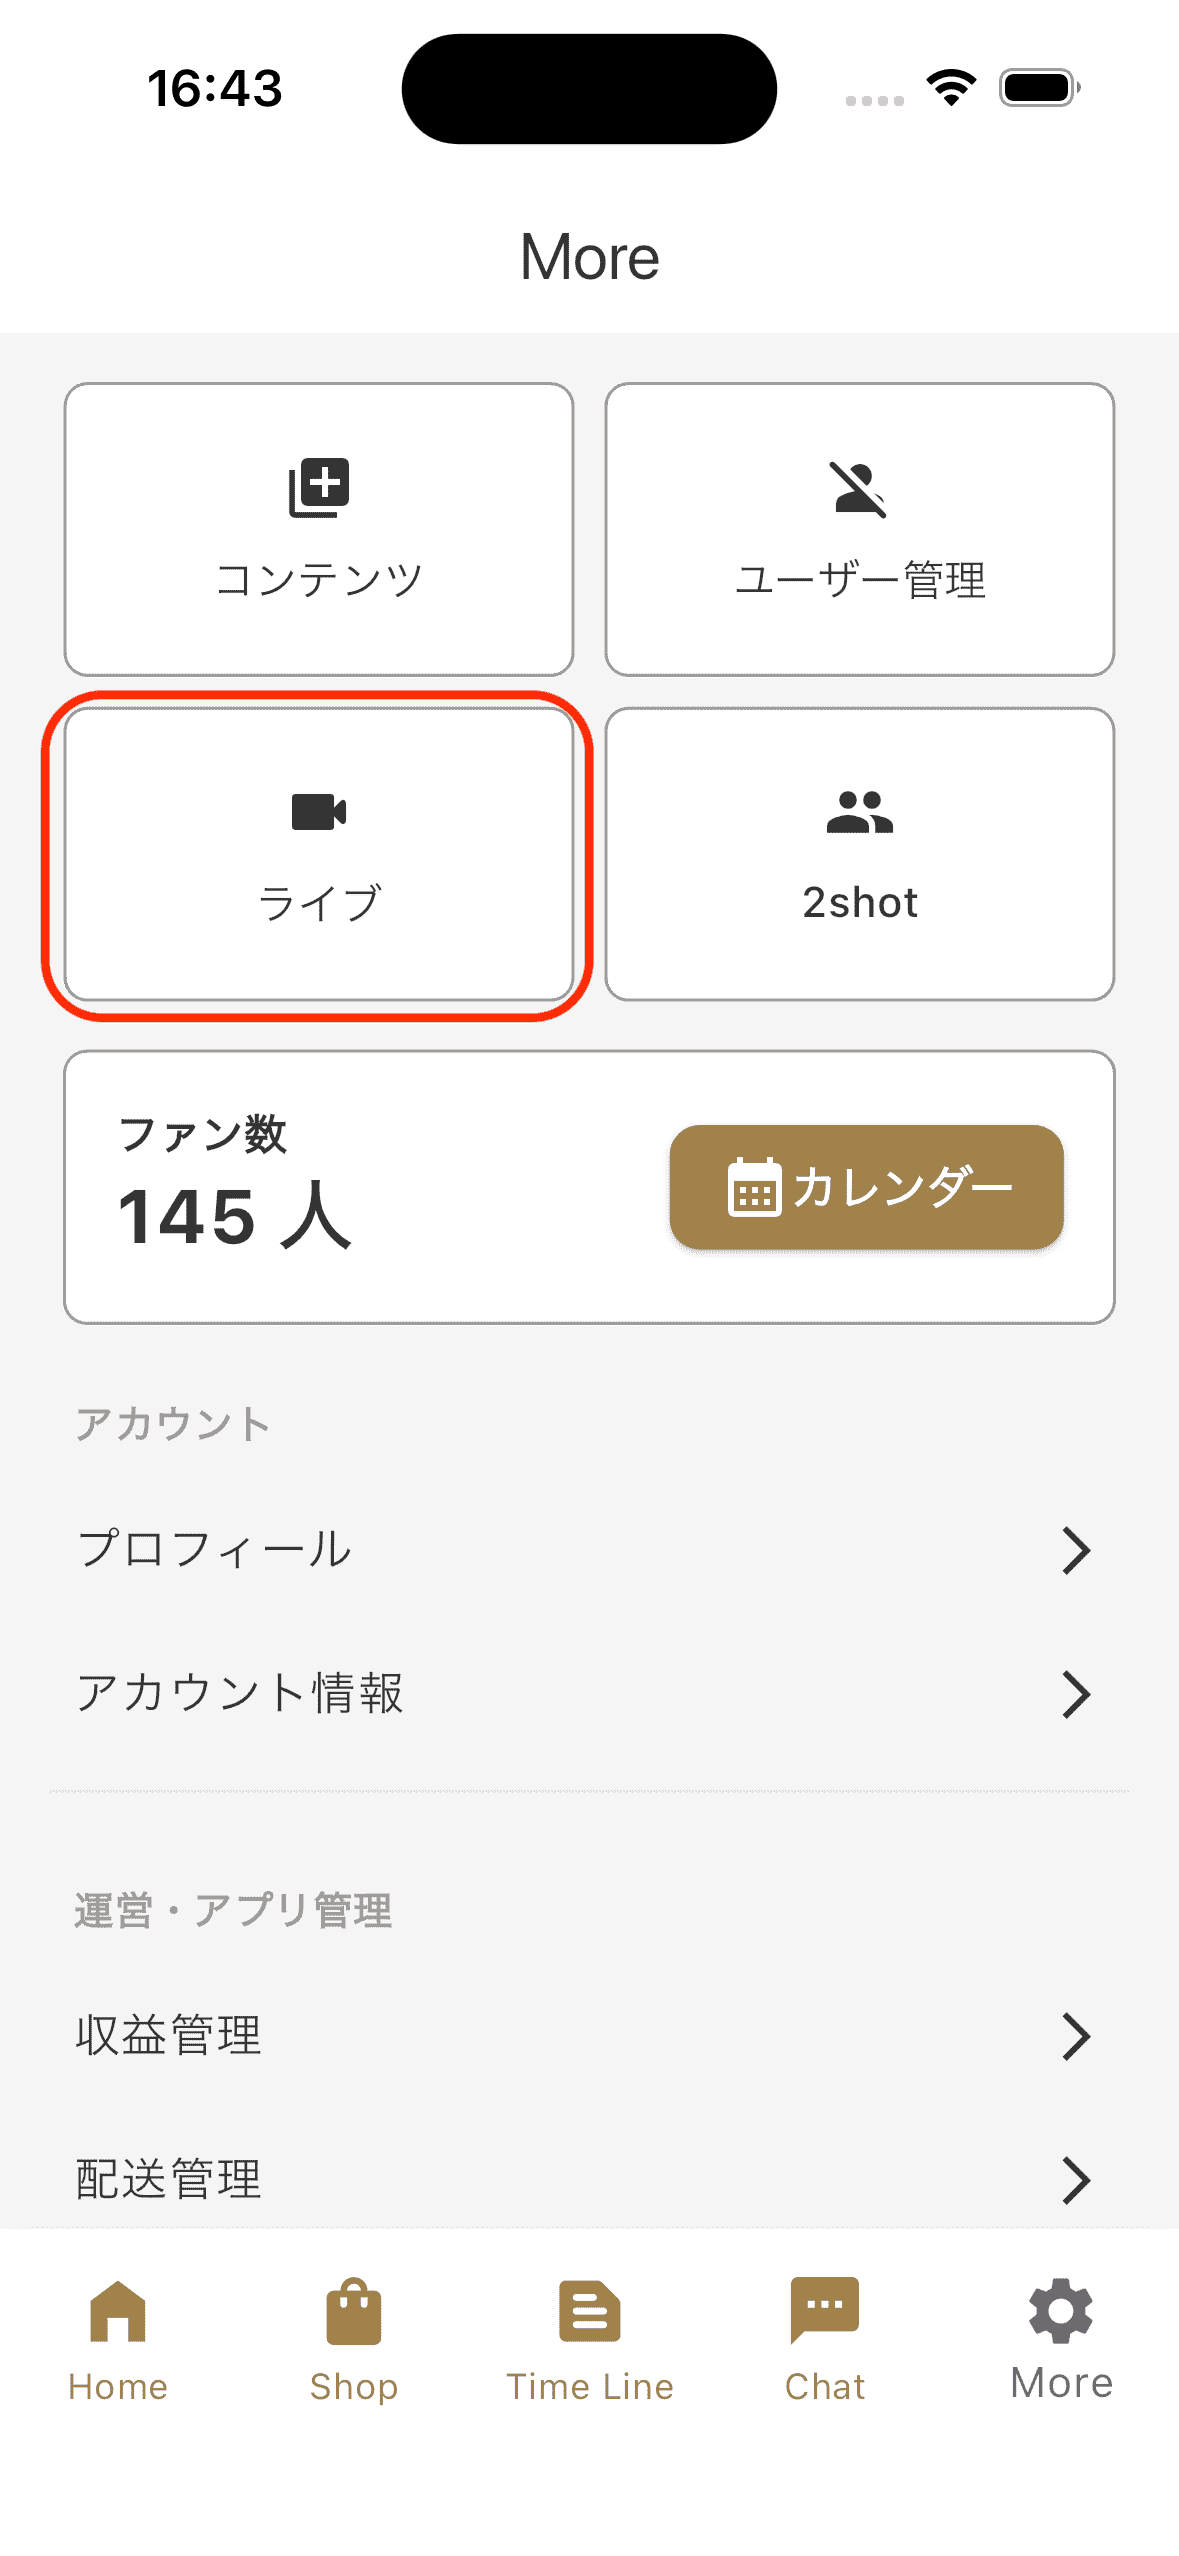 16:43
More
コンテンツ
ユーザー管理
ライブ
2shot
ファン数
145 人
カレンダー
アカウント
プロフィール
アカウント情報
運営・アプリ管理
収益管理
配送管理
Home
Shop
Time Line
Chat
More